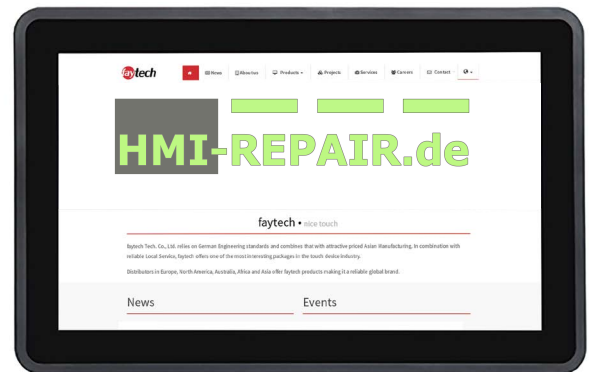 faytech News About us Products Projects Services Careers Contact
HMI-REPAIR.de
faytech • nice touch
faytech Tech. Co., Ltd. relies on German Engineering standards and combines that with attractive priced Asian Manufacturing. In combination with
reliable Local Service, faytech offers one of the most interesting packages in the touch device industry.
Distributors in Europe, North America, Australia, Africa and Asia offer faytech products making it a reliable global brand.
News Events